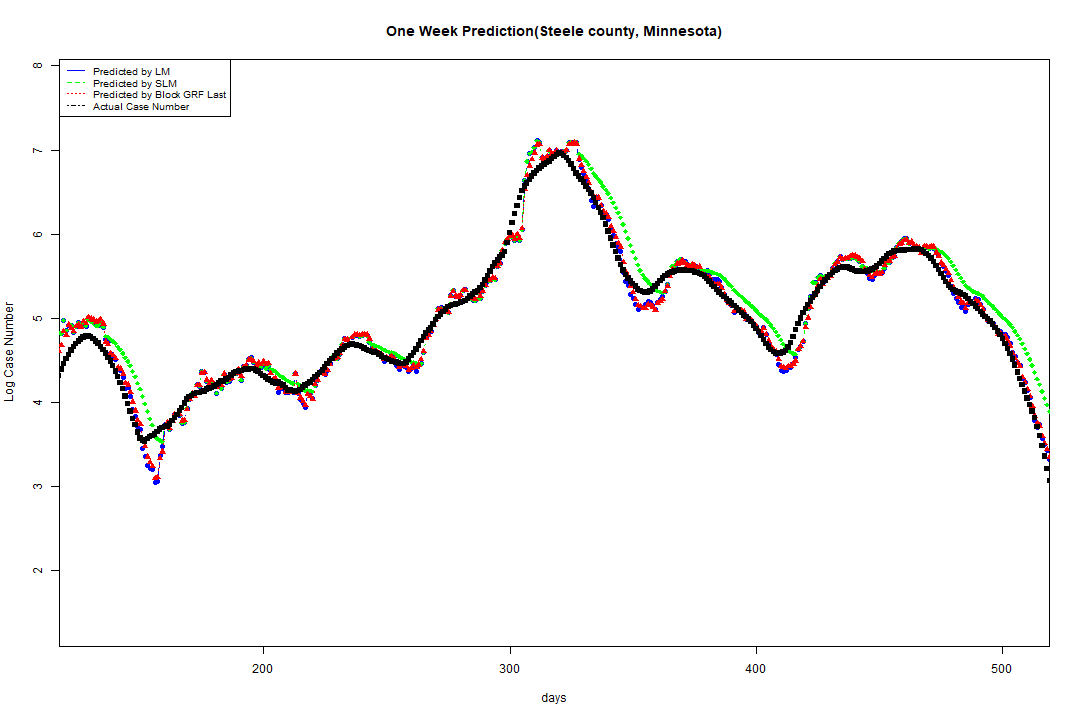 One Week Prediction(Steele county, Minnesota)
Predicted by LM
Predicted by SLM
Predicted by Block GRF Last
Actual Case Number
8
7
6
5
4
3
2
Log Case Number
200
300
400
500
days